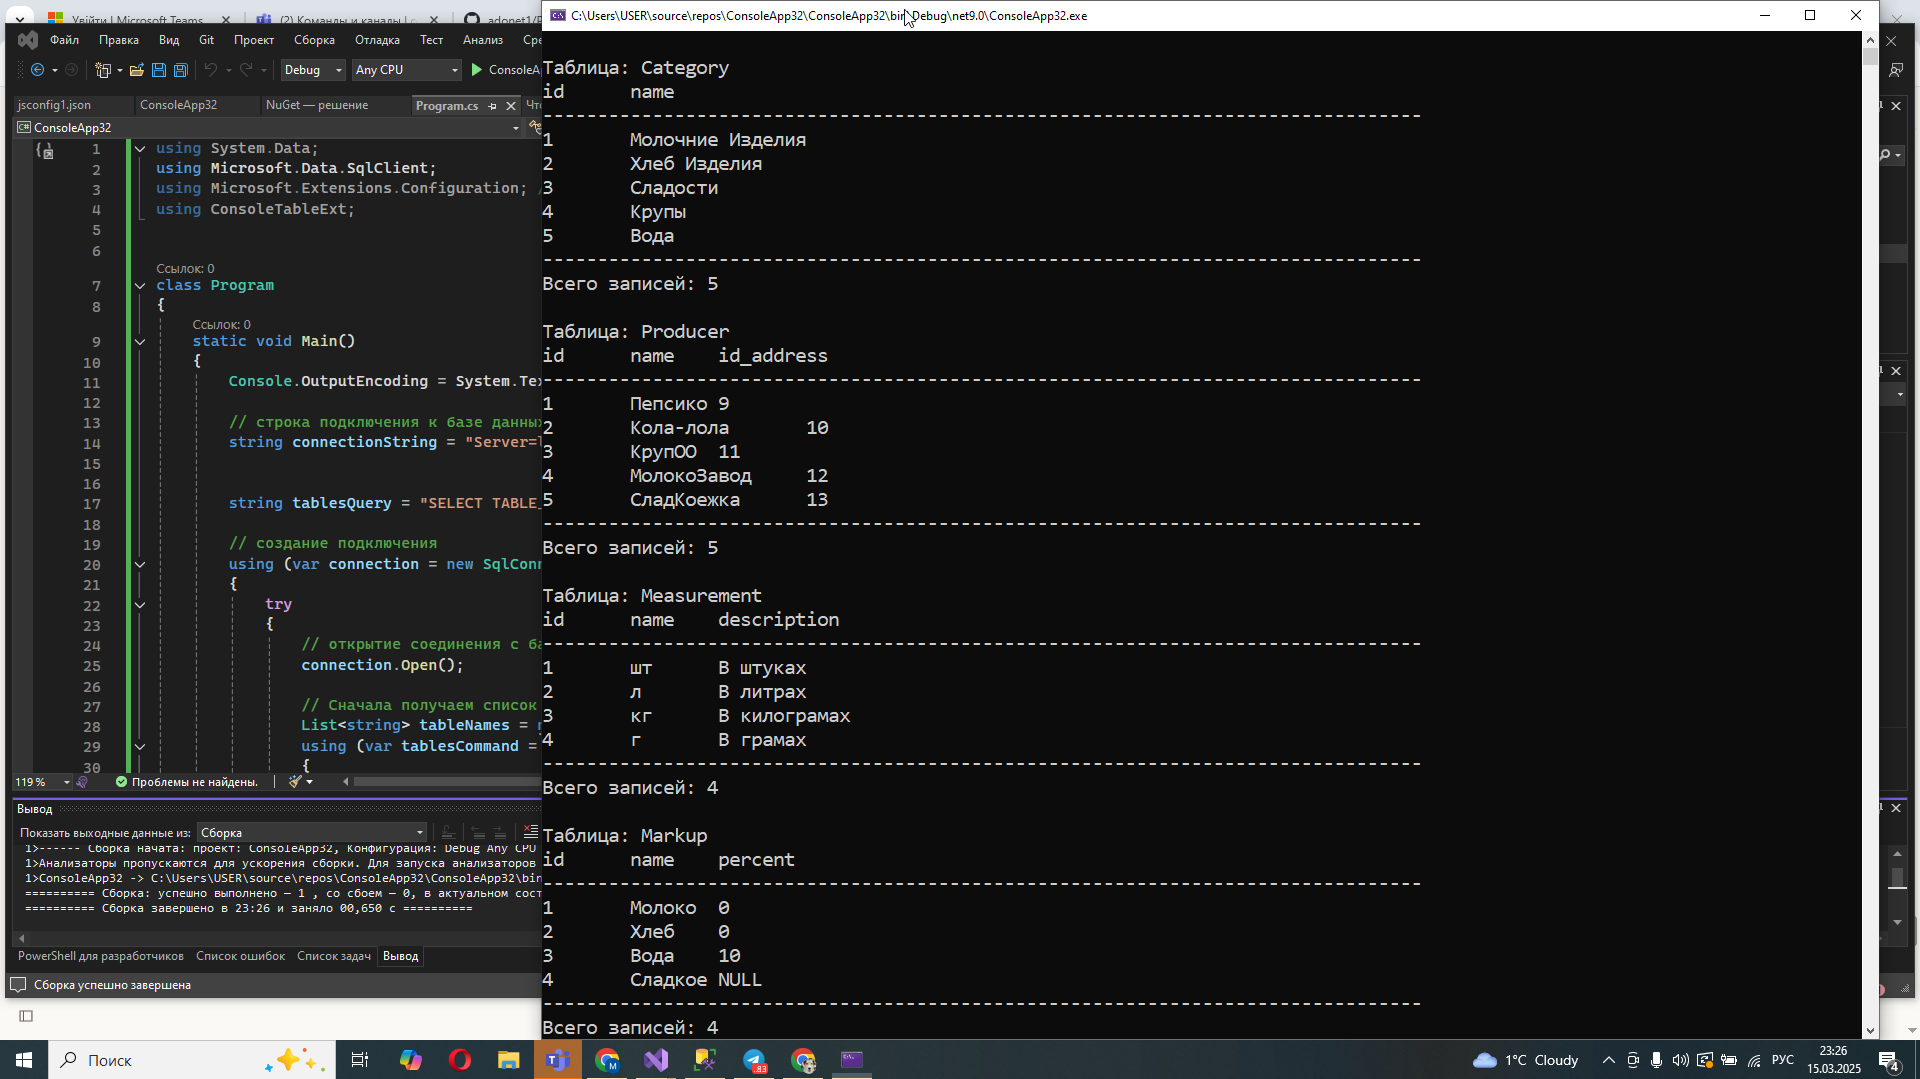 Увійти | Microsoft Teams
(2) Команды и каналы |
adonet1/P
Файл Правка Вид Git Проект Сборка Отладка Тест Анализ
Debug Any CPU ConsoleA
jsconfig1.json ConsoleApp32 NuGet — решение Program.cs
ConsoleApp32
1 using System.Data;
2 using Microsoft.Data.SqlClient;
3 using Microsoft.Extensions.Configuration; /
4 using ConsoleTableExt;
5
6
Ссылок: 0
7 class Program
8 {
Ссылок: 0
9 static void Main()
10 {
11 Console.OutputEncoding = System.Te
12
13 // строка подключения к базе данных
14 string connectionString = "Server=
15
16
17 string tablesQuery = "SELECT TABLE_
18
19 // создание подключения
20 using (var connection = new SqlConn
21 {
22 try
23 {
24 // открытие соединения с ба
25 connection.Open();
26
27 // Сначала получаем список
28 List<string> tableNames =
29 using (var tablesCommand =
30 {
119 % Проблемы не найдены.
Вывод
Показать выходные данные из: Сборка
1>------ Сборка начата: проект: ConsoleApp32, Конфигурация: Debug Any CPU
1>Анализаторы пропускаются для ускорения сборки. Для запуска анализаторов
1>ConsoleApp32 -> C:\Users\USER\source\repos\ConsoleApp32\ConsoleApp32\bin
========== Сборка: успешно выполнено — 1 , со сбоем — 0, в актуальном сост
========== Сборка завершено в 23:26 и заняло 00,650 с ==========
PowerShell для разработчиков Список ошибок Список задач Вывод
Сборка успешно завершена
C:\Users\USER\source\repos\ConsoleApp32\ConsoleApp32\bin\Debug\net9.0\ConsoleApp32.exe
Таблица: Category
id name
--------------------------------------------------------------------------------
1 Молочние Изделия
2 Хлеб Изделия
3 Сладости
4 Крупы
5 Вода
--------------------------------------------------------------------------------
Всего записей: 5
Таблица: Producer
id name id_address
--------------------------------------------------------------------------------
1 Пепсико 9
2 Кола-лола 10
3 КрупОО 11
4 МолокоЗавод 12
5 СладКоежка 13
--------------------------------------------------------------------------------
Всего записей: 5
Таблица: Measurement
id name description
--------------------------------------------------------------------------------
1 шт В штуках
2 л В литрах
3 кг В килограмах
4 г В грамах
--------------------------------------------------------------------------------
Всего записей: 4
Таблица: Markup
id name percent
--------------------------------------------------------------------------------
1 Молоко 0
2 Хлеб 0
3 Вода 10
4 Сладкое NULL
--------------------------------------------------------------------------------
Всего записей: 4
Поиск
83
1°C Cloudy
РУС
23:26
15.03.2025
4